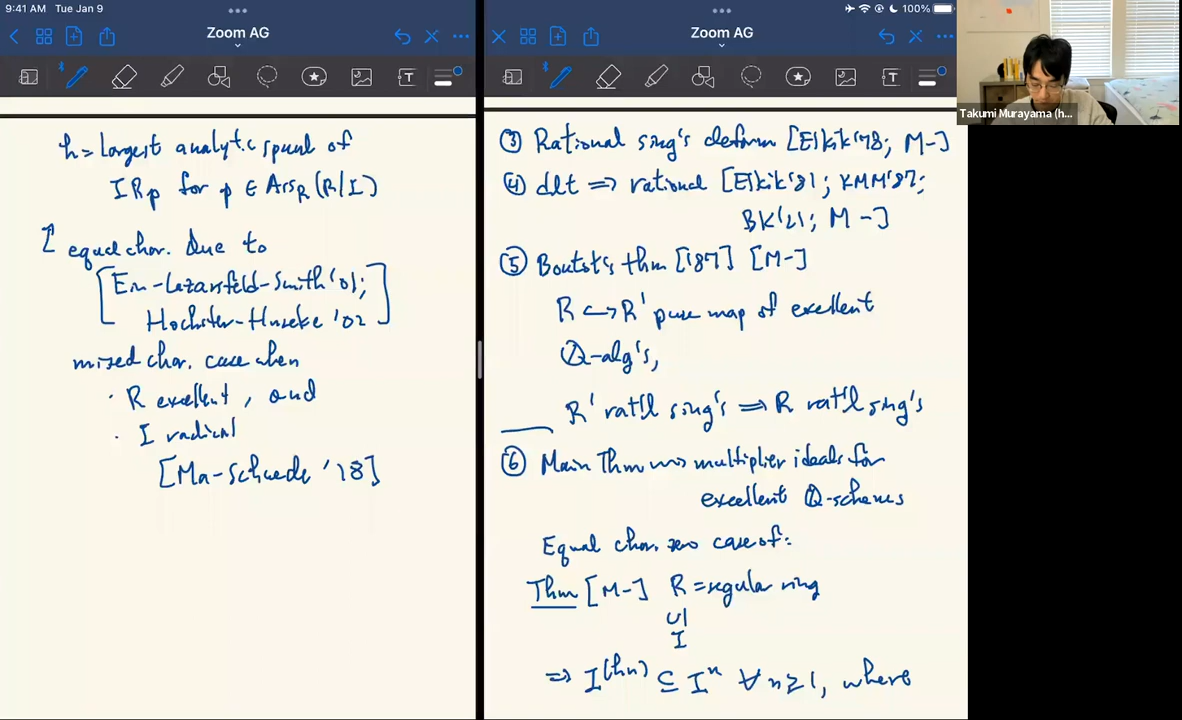 9:41 AM Tue Jan 9
Zoom AG
h = largest analytic spread of
IRp for p ∈ AssR(R/I)
↑ equal char. due to
[Ein-Lazarsfeld-Smith '01;
Hochster-Huneke '02]
mixed char. case when
· R excellent, and
· I radical
[Ma-Schwede '18]
100%
Zoom AG
③ Rational sing's deform [Elkik '78; M-]
④ dlt ⟹ rational [Elkik '81; KMM '87;
BK '21; M-]
⑤ Boutot's thm ['87] [M-]
R ↪ R' pure map of excellent
Q-alg's,
R' rat'l sing's ⟹ R rat'l sing's
⑥ Main Thm ⇝ multiplier ideals for
excellent Q-schemes
Equal char. zero case of:
Thm [M-] R = regular ring
⊆
I
⟹ I^(hn) ⊆ I^n ∀ n ≥ 1, where
Takumi Murayama (h...